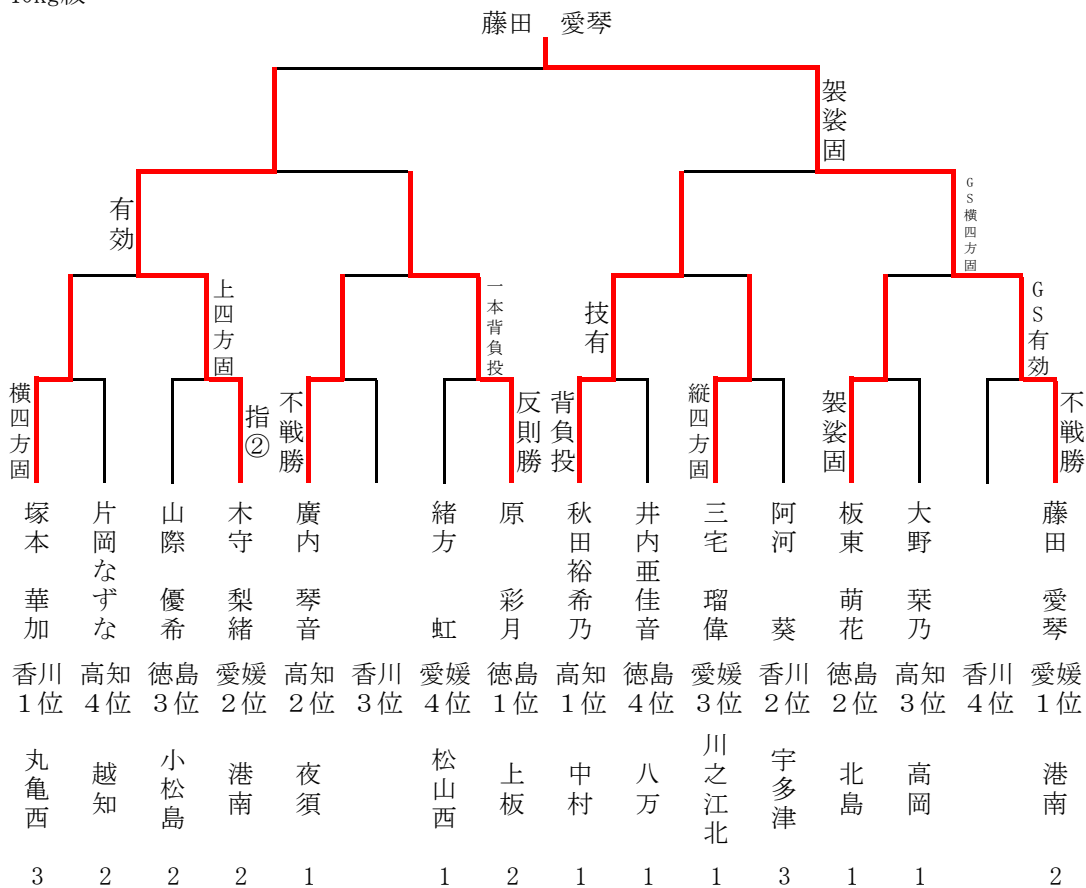 藤田 愛琴
袈裟固
有効
GS横四方固
上四方固
一本背負投
技有
GS有効
横四方固
指②
不戦勝
反則勝
背負投
縦四方固
袈裟固
不戦勝
塚本 華加
片岡なずな
山際 優希
木守 梨緒
廣内 琴音
緒方 虹
原 彩月
秋田裕希乃
井内亜佳音
三宅 瑠偉
阿河 葵
板東 萌花
大野 栞乃
藤田 愛琴
香川 高知 徳島 愛媛 高知 香川 愛媛 徳島 高知 徳島 愛媛 香川 徳島 高知 香川 愛媛
1位 4位 3位 2位 2位 3位 4位 1位 1位 4位 3位 2位 2位 3位 4位 1位
丸亀西
越知
小松島
港南
夜須
松山西
上板
中村
八万
川之江北
宇多津
北島
高岡
港南
3 2 2 2 1 1 2 1 1 1 3 1 1 2